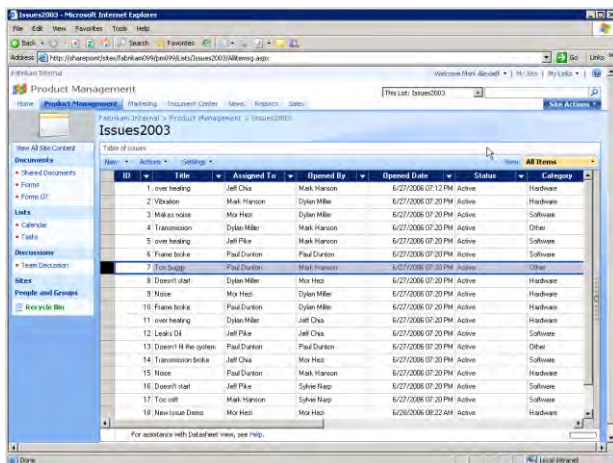 Issues2003 - Microsoft Internet Explorer
File Edit View Favorites Tools Help
Back Search Favorites
Address http://sharepoint/sites/fabrikam099/pm099/Lists/Issues2003/AllItemsg.aspx Go Links
Fabrikam Internal Welcome Mark Alexieff My Site My Links
Product Management This List: Issues2003
Home Product Management Marketing Document Center News Reports Sales Site Actions
Fabrikam Internal > Product Management > Issues2003
Issues2003
View All Site Content Table of issues
New Actions Settings View: All Items
Documents
Shared Documents
Forms
Forms UX
Lists
Calendar
Tasks
Discussions
Team Discussion
Sites
People and Groups
Recycle Bin
ID Title Assigned To Opened By Opened Date Status Category
1 over heating Jeff Chia Mark Hanson 6/27/2006 07:12 PM Active Hardware
2 Vibration Mark Hanson Dylan Miller 6/27/2006 07:20 PM Active Hardware
3 Makes noise Mor Hezi Dylan Miller 6/27/2006 07:20 PM Active Software
4 Transmission Dylan Miller Mark Hanson 6/27/2006 07:20 PM Active Other
5 over heating Jeff Pike Mark Hanson 6/27/2006 07:20 PM Active Software
6 Frame broke Paul Dunton Paul Dunton 6/27/2006 07:20 PM Active Software
7 Too buggy Paul Dunton Mark Hanson 6/27/2006 07:20 PM Active Other
8 Doesn't start Dylan Miller Mor Hezi 6/27/2006 07:20 PM Active Hardware
9 Noise Mor Hezi Dylan Miller 6/27/2006 07:20 PM Active Hardware
10 Frame broke Paul Dunton Dylan Miller 6/27/2006 07:20 PM Active Hardware
11 over heating Dylan Miller Jeff Chia 6/27/2006 07:20 PM Active Hardware
12 Leaks Oil Jeff Pike Jeff Chia 6/27/2006 07:20 PM Active Software
13 Doesn't fit the system Paul Dunton Paul Dunton 6/27/2006 07:20 PM Active Other
14 Transmission broke Jeff Chia Mor Hezi 6/27/2006 07:20 PM Active Software
15 Noise Paul Dunton Mor Hezi 6/27/2006 07:20 PM Active Hardware
16 Doesn't start Jeff Pike Sylvie Narp 6/27/2006 07:20 PM Active Software
17 Too soft Mark Hanson Sylvie Narp 6/27/2006 07:20 PM Active Software
18 New Issue Demo Mor Hezi Mor Hezi 6/28/2006 08:22 AM Active Hardware
For assistance with Datasheet view, see Help.
Done Local intranet